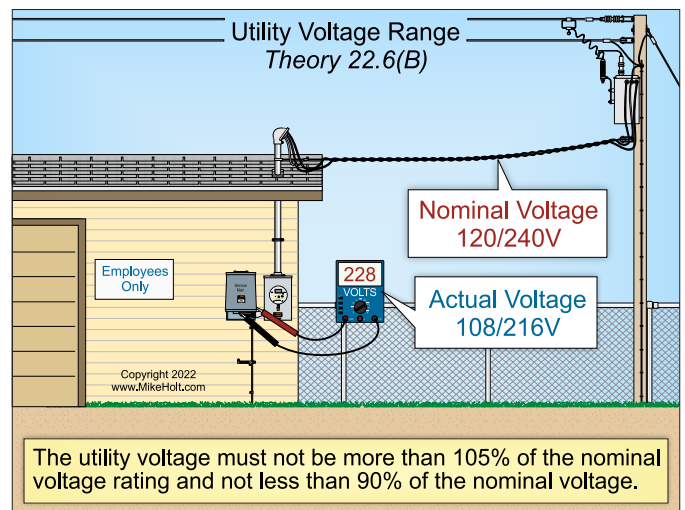 Utility Voltage Range
Theory 22.6(B)
Nominal Voltage
120/240V
Employees
Only
Service
Main
228
VOLTS
Actual Voltage
108/216V
Copyright 2022
www.MikeHolt.com
The utility voltage must not be more than 105% of the nominal
voltage rating and not less than 90% of the nominal voltage.